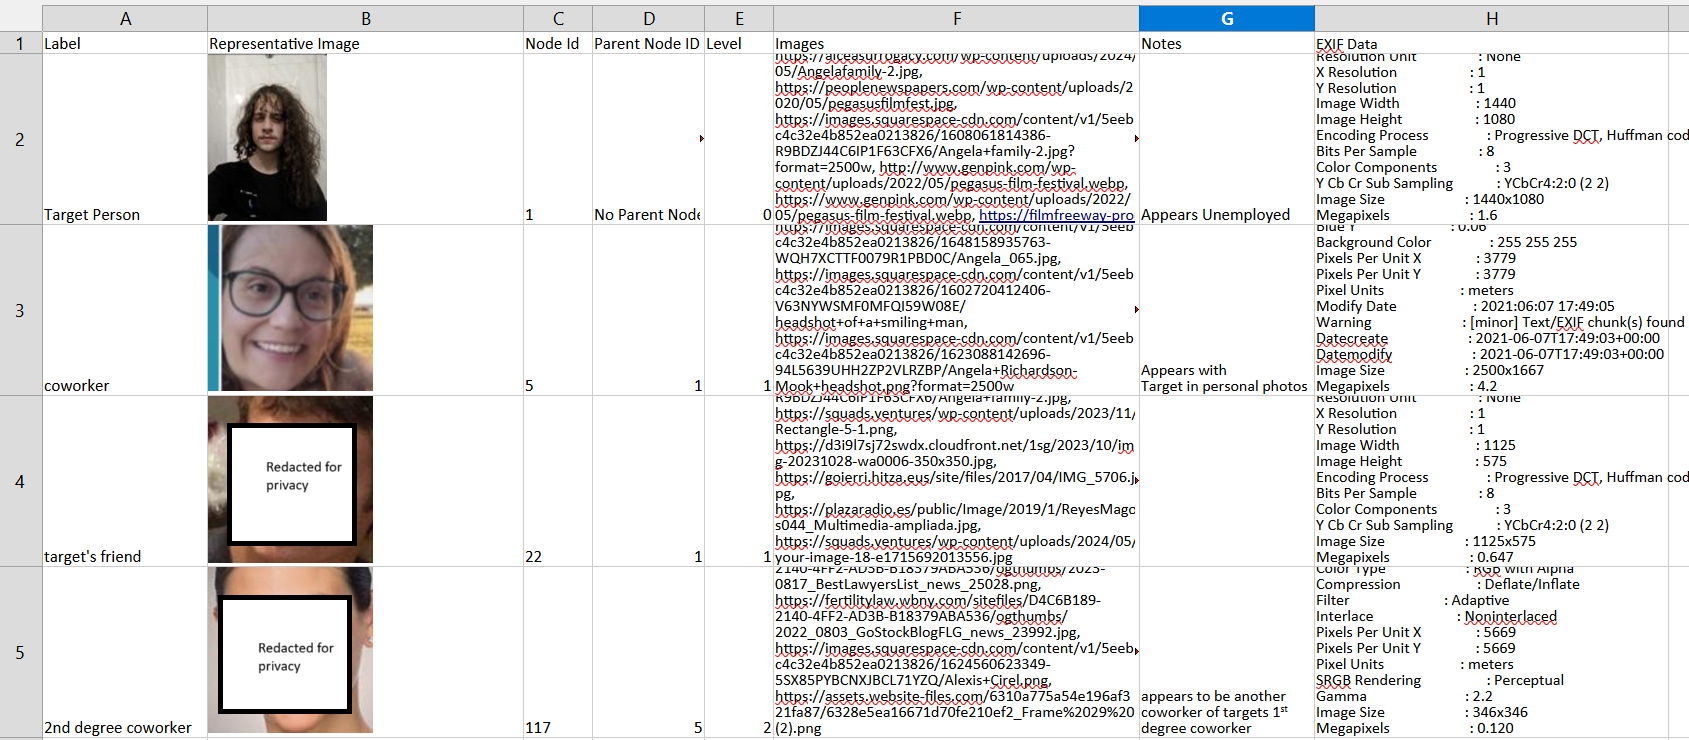 A B C D E F G H
1 Label Representative Image Node Id Parent Node ID Level Images Notes EXIF Data
2
Target Person
1
No Parent Node
0
https://arceasurrogacy.com/wp-content/uploads/2024/
05/Angelafamily-2.jpg,
https://peoplenewspapers.com/wp-content/uploads/2
020/05/pegasusfilmfest.jpg,
https://images.squarespace-cdn.com/content/v1/5eeb
c4c32e4b852ea0213826/1608061814386-
R9BDZJ44C6IP1F63CFX6/Angela+family-2.jpg?
format=2500w, http://www.genpink.com/wp-
content/uploads/2022/05/pegasus-film-festival.webp,
https://www.genpink.com/wp-content/uploads/2022/
05/pegasus-film-festival.webp, https://filmfreeway-pro
Appears Unemployed
Resolution Unit : None
X Resolution : 1
Y Resolution : 1
Image Width : 1440
Image Height : 1080
Encoding Process : Progressive DCT, Huffman cod
Bits Per Sample : 8
Color Components : 3
Y Cb Cr Sub Sampling : YCbCr4:2:0 (2 2)
Image Size : 1440x1080
Megapixels : 1.6
3
coworker
5
1
1
https://images.squarespace-cdn.com/content/v1/5eeb
c4c32e4b852ea0213826/1648158935763-
WQH7XCTTF0079R1PBD0C/Angela_065.jpg,
https://images.squarespace-cdn.com/content/v1/5eeb
c4c32e4b852ea0213826/1602720412406-
V63NYWSMF0MFQI59W08E/
headshot+of+a+smiling+man,
https://images.squarespace-cdn.com/content/v1/5eeb
c4c32e4b852ea0213826/1623088142696-
94L5639UHH2ZP2VLRZBP/Angela+Richardson-
Mook+headshot.png?format=2500w
Appears with
Target in personal photos
Blue Y : 0.06
Background Color : 255 255 255
Pixels Per Unit X : 3779
Pixels Per Unit Y : 3779
Pixel Units : meters
Modify Date : 2021:06:07 17:49:05
Warning : [minor] Text/EXIF chunk(s) found
Datecreate : 2021-06-07T17:49:03+00:00
Datemodify : 2021-06-07T17:49:03+00:00
Image Size : 2500x1667
Megapixels : 4.2
4
target's friend
Redacted for
privacy
22
1
1
R9BDZJ44C6IP1F63CFX6/Angela+family-2.jpg,
https://squads.ventures/wp-content/uploads/2023/11/
Rectangle-5-1.png,
https://d3i9l7sj72swdx.cloudfront.net/1sg/2023/10/im
g-20231028-wa0006-350x350.jpg,
https://goierri.hitza.eus/site/files/2017/04/IMG_5706.j
pg,
https://plazaradio.es/public/Image/2019/1/ReyesMago
s044_Multimedia-ampliada.jpg,
https://squads.ventures/wp-content/uploads/2024/05/
your-image-18-e1715692013556.jpg
Resolution Unit : None
X Resolution : 1
Y Resolution : 1
Image Width : 1125
Image Height : 575
Encoding Process : Progressive DCT, Huffman cod
Bits Per Sample : 8
Color Components : 3
Y Cb Cr Sub Sampling : YCbCr4:2:0 (2 2)
Image Size : 1125x575
Megapixels : 0.647
5
2nd degree coworker
Redacted for
privacy
117
5
2
2140-4FF2-AD3B-B18379ABA536/ogthumbs/2023-
0817_BestLawyersList_news_25028.png,
https://fertilitylaw.wbny.com/sitefiles/D4C6B189-
2140-4FF2-AD3B-B18379ABA536/ogthumbs/
2022_0803_GoStockBlogFLG_news_23992.jpg,
https://images.squarespace-cdn.com/content/v1/5eeb
c4c32e4b852ea0213826/1624560623349-
5SX85PYBCNXJBCL71YZQ/Alexis+Cirel.png,
https://assets.website-files.com/6310a775a54e196af3
21fa87/6328e5ea16671d70fe210ef2_Frame%2029%20
(2).png
appears to be another
coworker of targets 1st
degree coworker
Color Type : RGB with Alpha
Compression : Deflate/Inflate
Filter : Adaptive
Interlace : Noninterlaced
Pixels Per Unit X : 5669
Pixels Per Unit Y : 5669
Pixel Units : meters
SRGB Rendering : Perceptual
Gamma : 2.2
Image Size : 346x346
Megapixels : 0.120